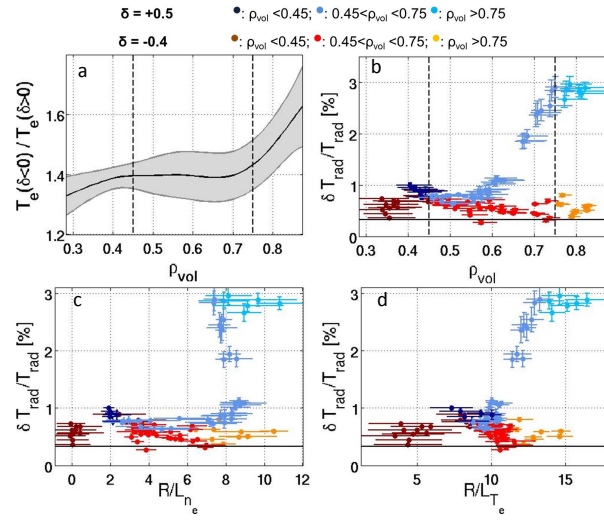 δ = +0.5 •: ρvol <0.45; •: 0.45<ρvol <0.75; •: ρvol >0.75
δ = -0.4 •: ρvol <0.45; •: 0.45<ρvol <0.75; •: ρvol >0.75
a
Te(δ<0) / Te(δ>0)
1.6
1.4
1.2
0.3 0.4 0.5 0.6 0.7 0.8
ρvol
b
δ Trad/Trad [%]
3
2
1
0
0.3 0.4 0.5 0.6 0.7 0.8
ρvol
c
δ Trad/Trad [%]
3
2
1
0
0 2 4 6 8 10 12
R/Lne
d
δ Trad/Trad [%]
3
2
1
0
5 10 15
R/LTe